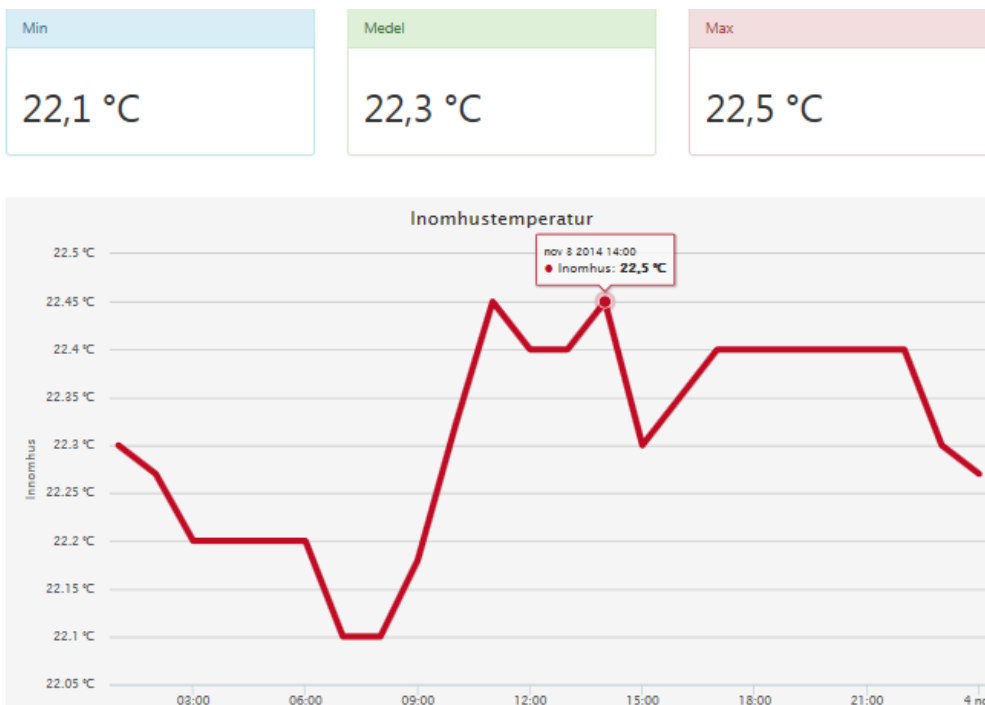 Min
Medel
Max
22,1 °C
22,3 °C
22,5 °C
Inomhustemperatur
nov 8 2014 14:00
Inomhus: 22,5 °C
22.5 °C
22.45 °C
22.4 °C
22.35 °C
22.3 °C
22.25 °C
22.2 °C
22.15 °C
22.1 °C
22.05 °C
Innomhus
03:00
06:00
09:00
12:00
15:00
18:00
21:00
4 no